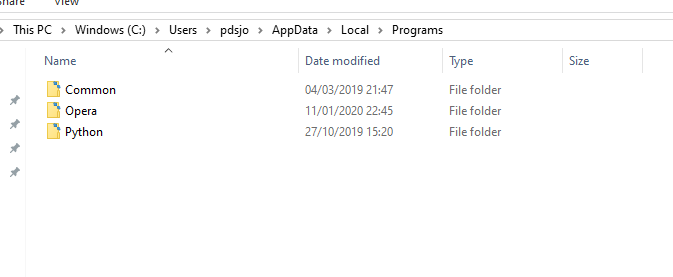 Share View
This PC > Windows (C:) > Users > pdsjo > AppData > Local > Programs
Name Date modified Type Size
Common 04/03/2019 21:47 File folder
Opera 11/01/2020 22:45 File folder
Python 27/10/2019 15:20 File folder